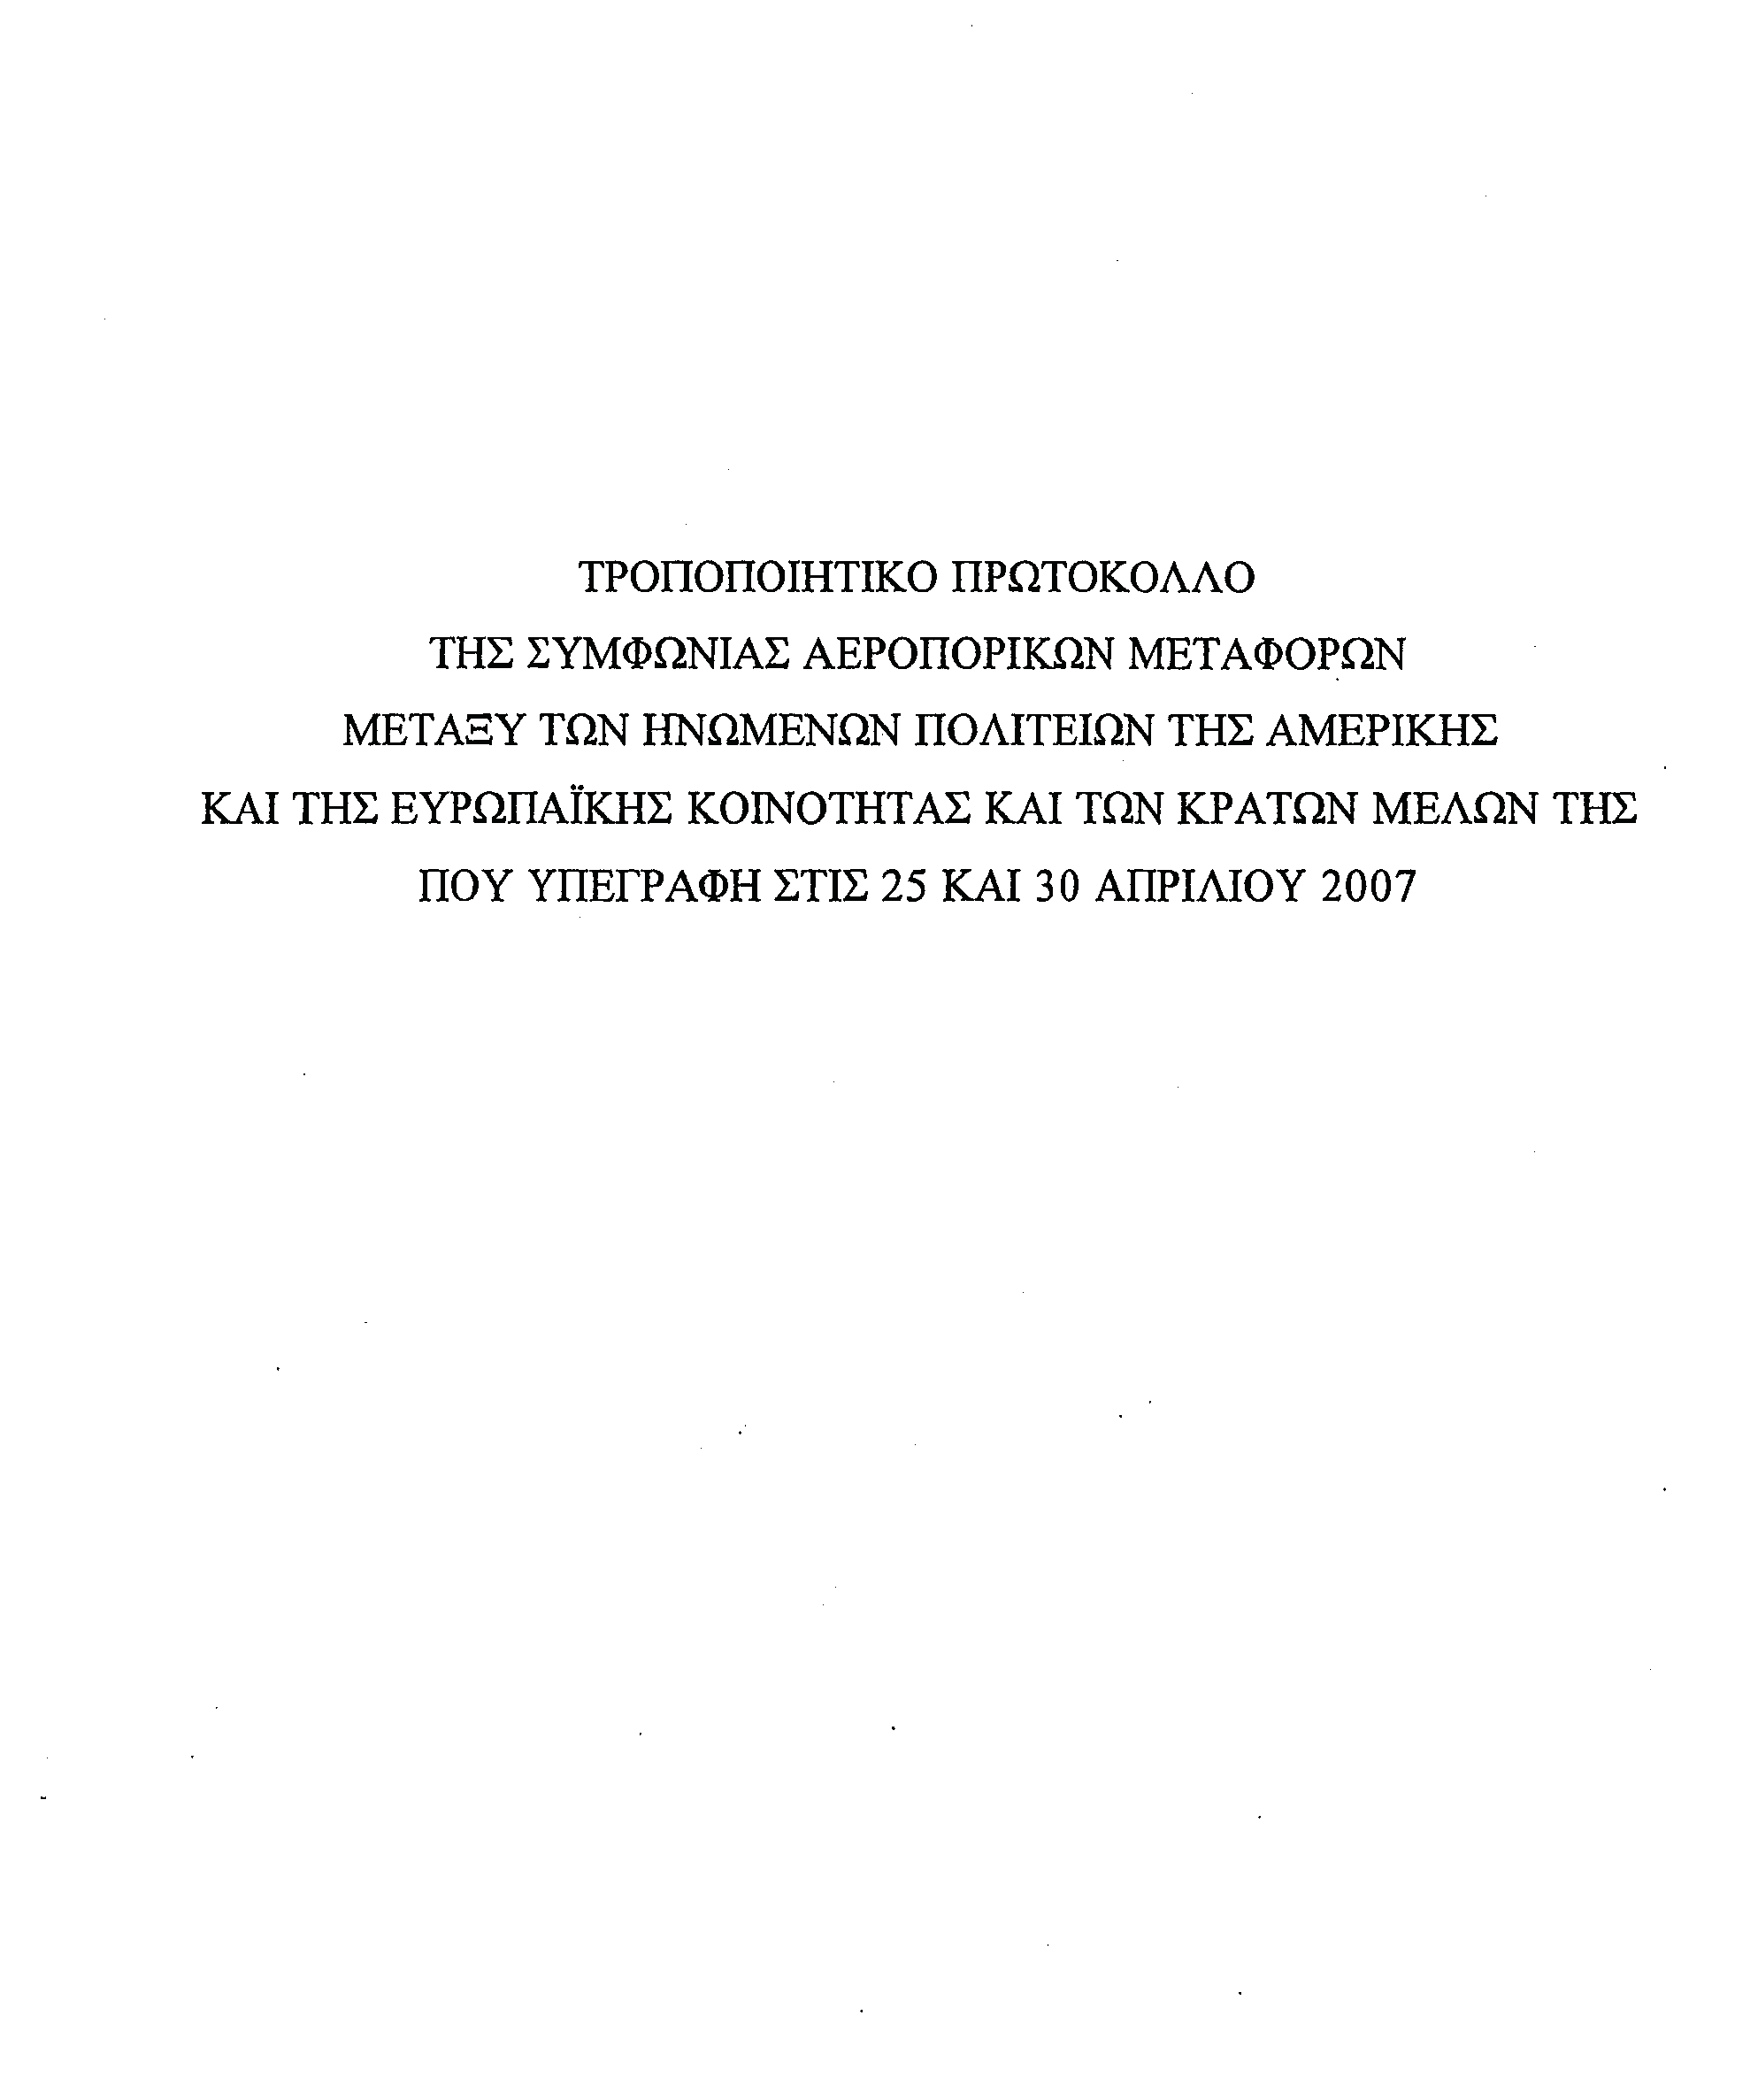 ΤΡΟΠΟΠΟΙΗΤΙΚΟ ΠΡΩΤΟΚΟΛΛΟ
ΤΗΣ ΣΥΜΦΩΝΙΑΣ ΑΕΡΟΠΟΡΙΚΩΝ ΜΕΤΑΦΟΡΩΝ
ΜΕΤΑΞΥ ΤΩΝ ΗΝΩΜΕΝΩΝ ΠΟΛΙΤΕΙΩΝ ΤΗΣ ΑΜΕΡΙΚΗΣ
ΚΑΙ ΤΗΣ ΕΥΡΩΠΑΪΚΗΣ ΚΟΙΝΟΤΗΤΑΣ ΚΑΙ ΤΩΝ ΚΡΑΤΩΝ ΜΕΛΩΝ ΤΗΣ
ΠΟΥ ΥΠΕΓΡΑΦΗ ΣΤΙΣ 25 ΚΑΙ 30 ΑΠΡΙΛΙΟΥ 2007